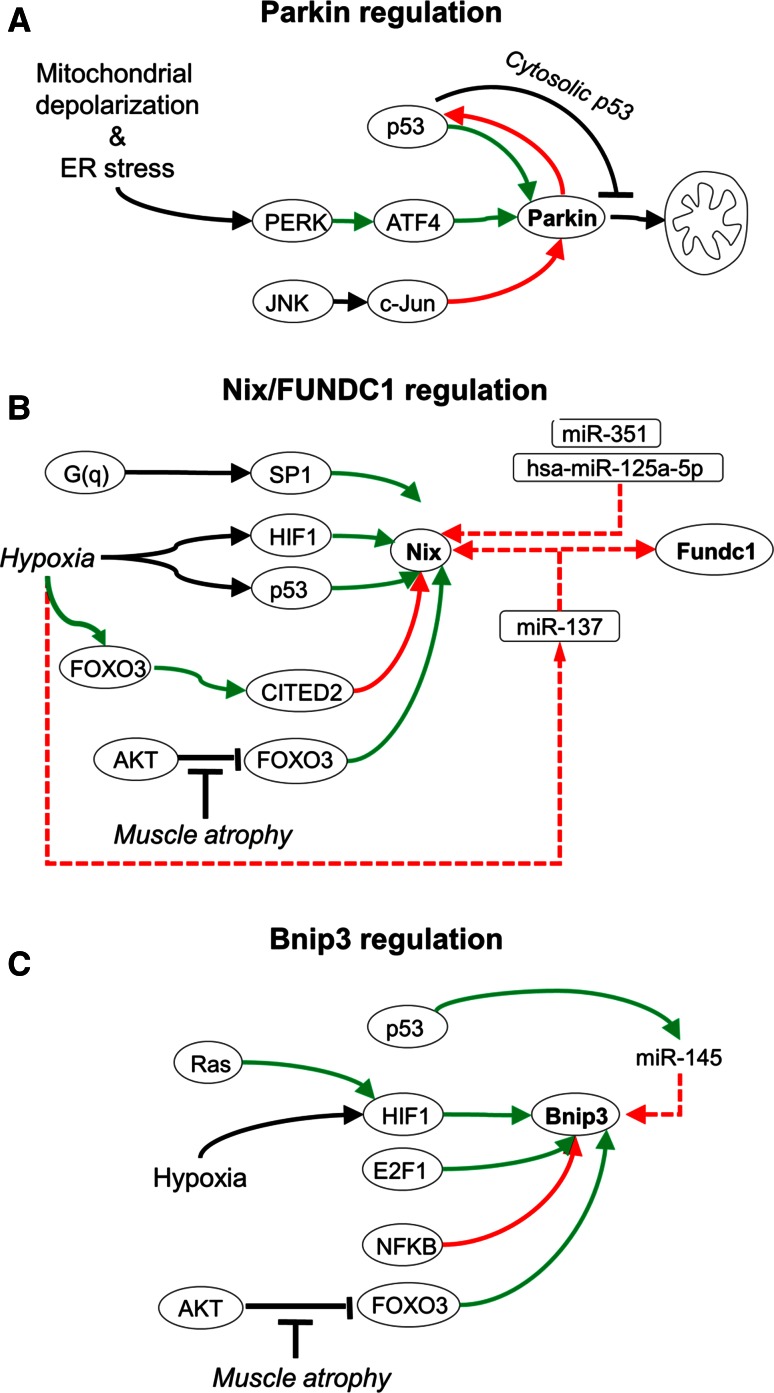 A
Parkin regulation
Mitochondrial
depolarization
&
ER stress
Cytosolic p53
p53
PERK
ATF4
Parkin
JNK
c-Jun
B
Nix/FUNDC1 regulation
miR-351
hsa-miR-125a-5p
G(q)
SP1
Hypoxia
HIF1
Nix
Fundc1
p53
miR-137
FOXO3
CITED2
AKT
FOXO3
Muscle atrophy
C
Bnip3 regulation
p53
miR-145
Ras
HIF1
Bnip3
Hypoxia
E2F1
NFKB
AKT
FOXO3
Muscle atrophy